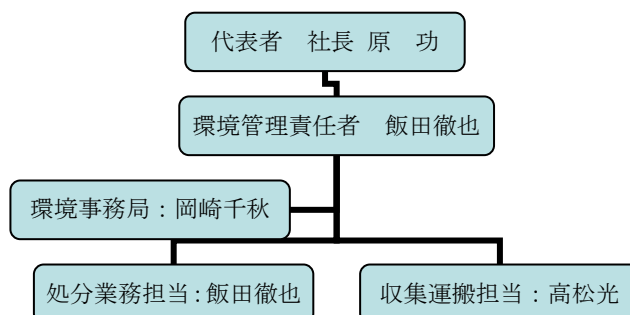 代表者　社長 原　功
環境管理責任者　飯田徹也
環境事務局：岡崎千秋
処分業務担当：飯田徹也
収集運搬担当：高松光